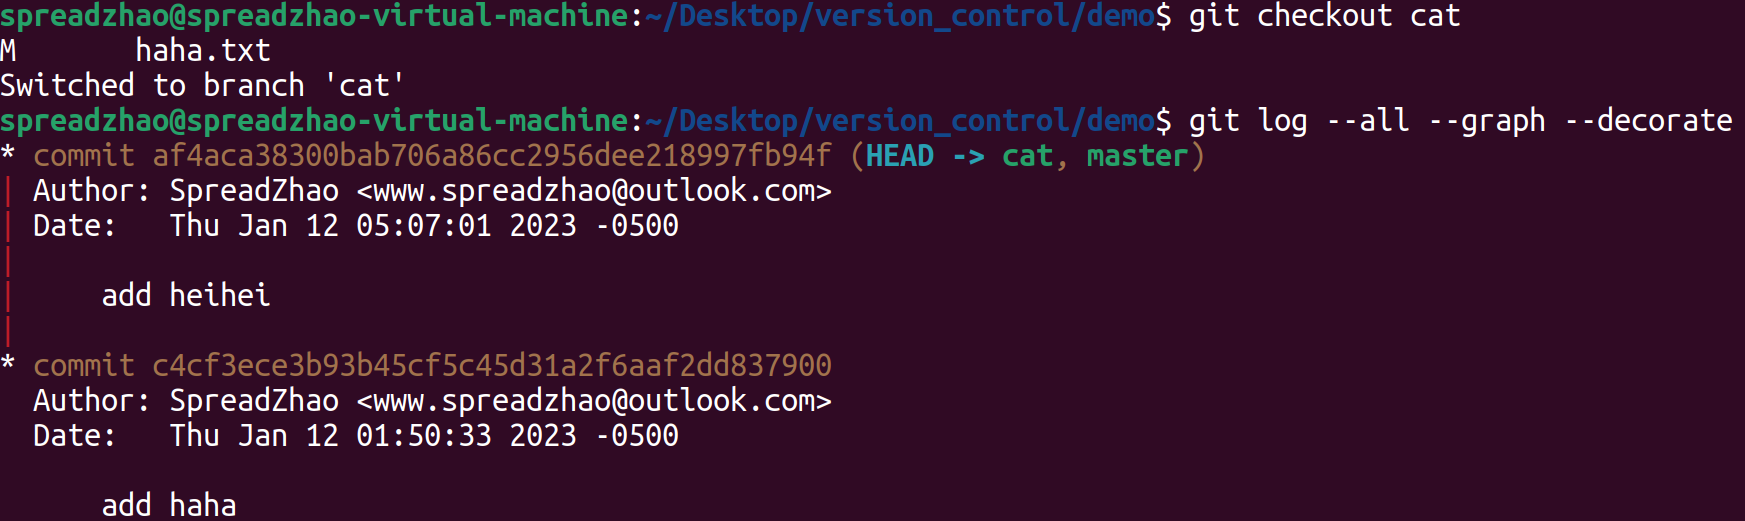 spreadzhao@spreadzhao-virtual-machine:~/Desktop/version_control/demo$ git checkout cat
M       haha.txt
Switched to branch 'cat'
spreadzhao@spreadzhao-virtual-machine:~/Desktop/version_control/demo$ git log --all --graph --decorate
* commit af4aca38300bab706a86cc2956dee218997fb94f (HEAD -> cat, master)
| Author: SpreadZhao <www.spreadzhao@outlook.com>
| Date:   Thu Jan 12 05:07:01 2023 -0500
|
|     add heihei
|
* commit c4cf3ece3b93b45cf5c45d31a2f6aaf2dd837900
  Author: SpreadZhao <www.spreadzhao@outlook.com>
  Date:   Thu Jan 12 01:50:33 2023 -0500

      add haha